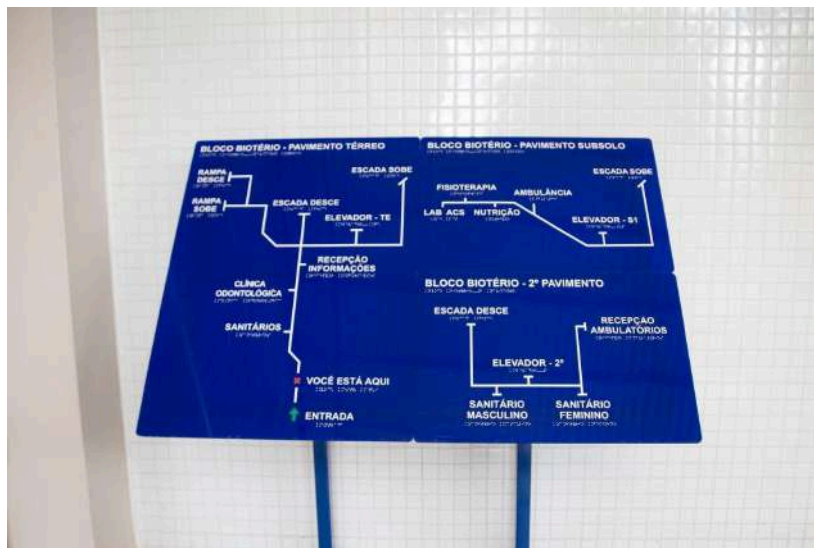 BLOCO BIOTÉRIO - PAVIMENTO TÉRREO
RAMPA
DESCE
ESCADA SOBE
RAMPA
SOBE
ESCADA DESCE
ELEVADOR - TE
RECEPÇÃO
INFORMAÇÕES
CLÍNICA
ODONTOLÓGICA
SANITÁRIOS
VOCÊ ESTÁ AQUI
ENTRADA
BLOCO BIOTÉRIO - PAVIMENTO SUBSOLO
ESCADA SOBE
FISIOTERAPIA
AMBULÂNCIA
LAB ACS
NUTRIÇÃO
ELEVADOR - S1
BLOCO BIOTÉRIO - 2º PAVIMENTO
ESCADA DESCE
RECEPÇÃO
AMBULATÓRIOS
ELEVADOR - 2º
SANITÁRIO
MASCULINO
SANITÁRIO
FEMININO